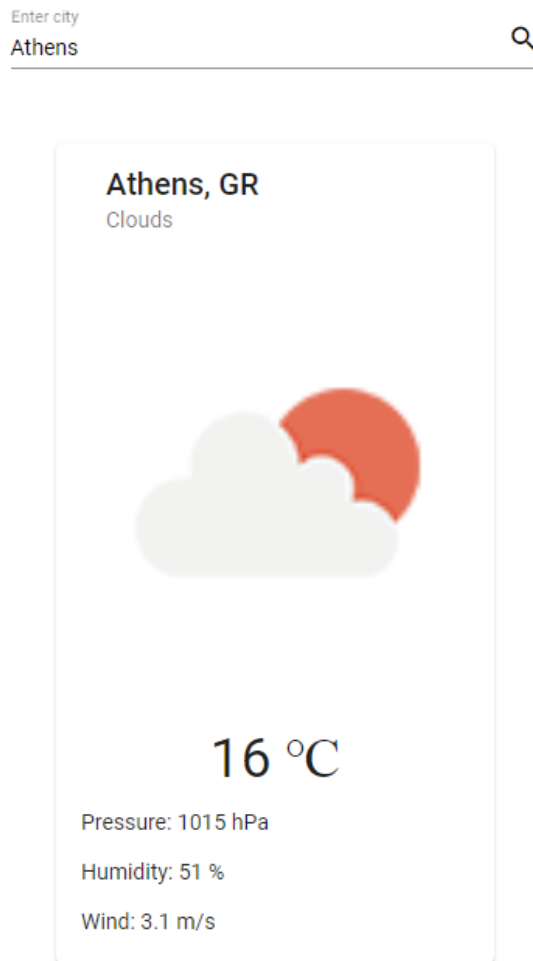 Enter city
Athens
Athens, GR
Clouds
16 ℃
Pressure: 1015 hPa
Humidity: 51 %
Wind: 3.1 m/s